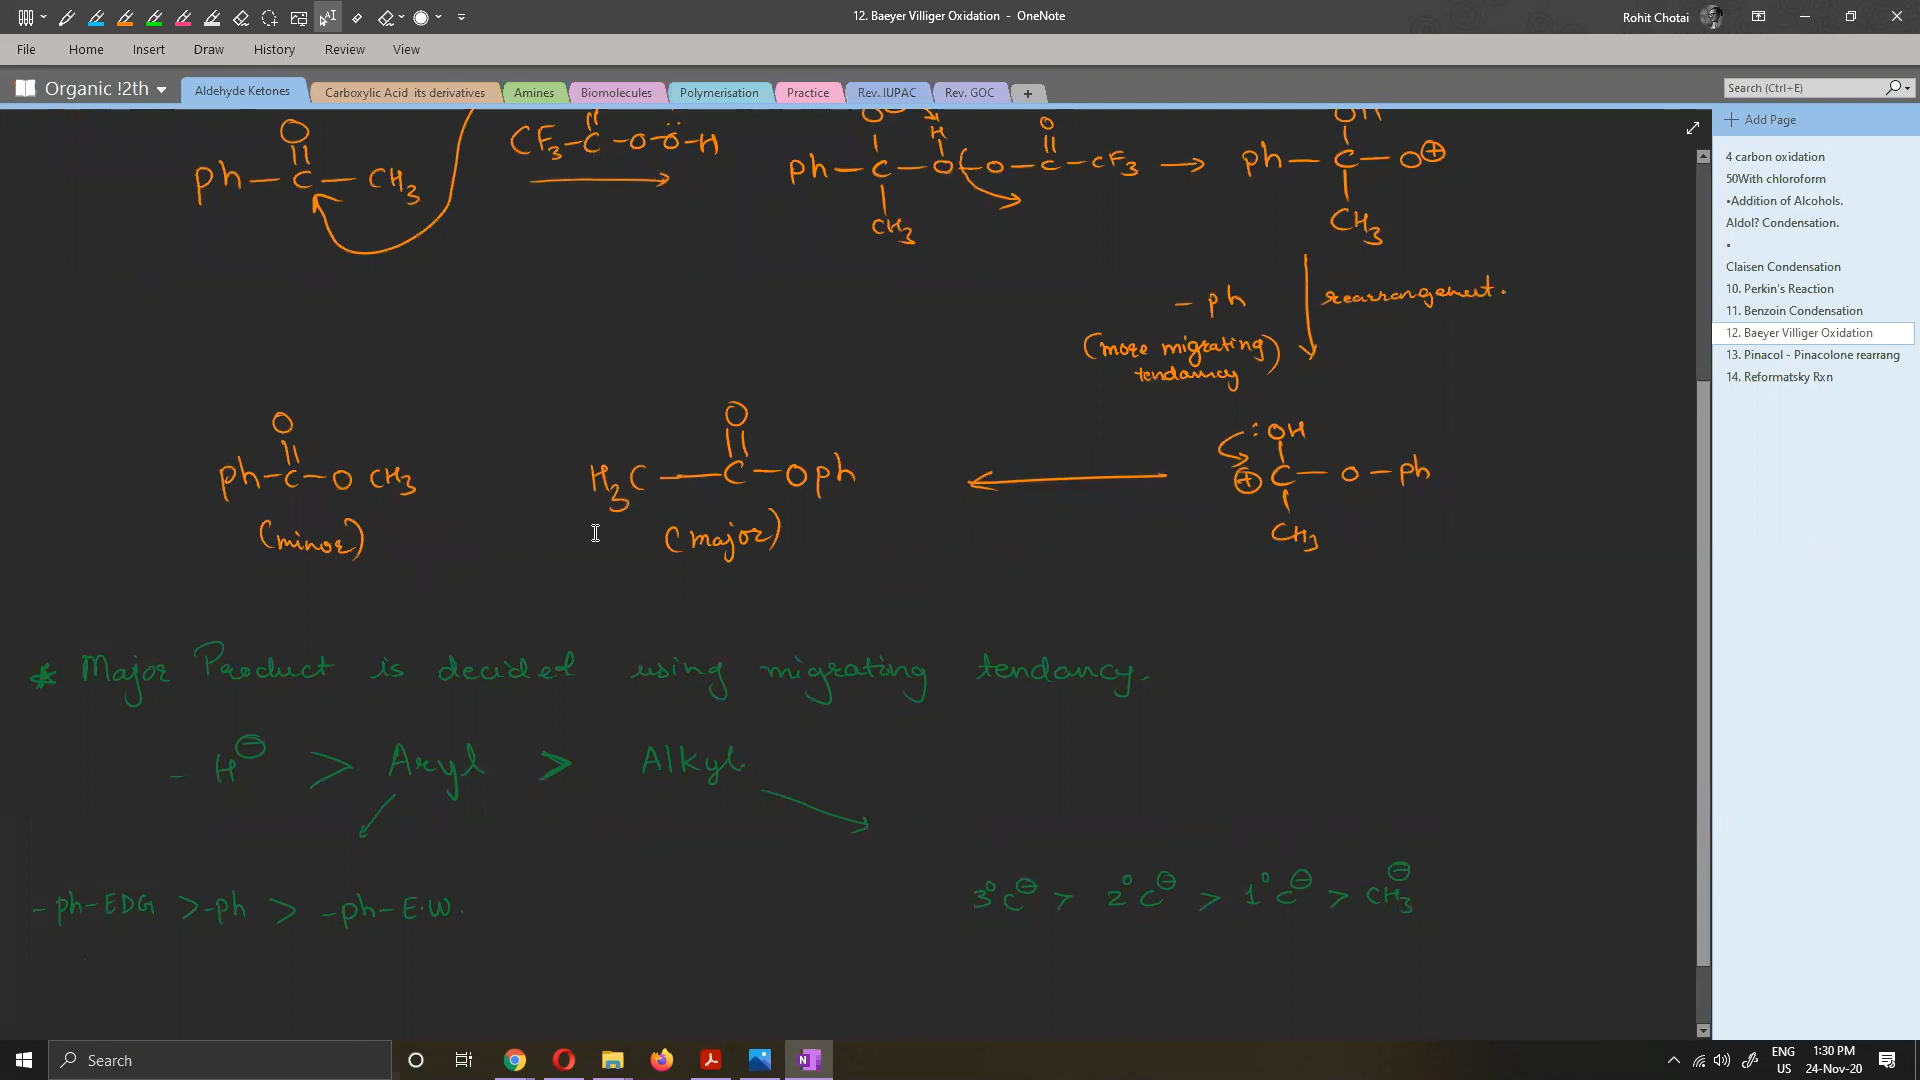 12. Baeyer Villiger Oxidation - OneNote
Rohit Chotai
File Home Insert Draw History Review View
Organic !2th
Aldehyde Ketones
Carboxylic Acid its derivatives
Amines
Biomolecules
Polymerisation
Practice
Rev. IUPAC
Rev. GOC
Search (Ctrl+E)
Add Page
4 carbon oxidation
50With chloroform
•Addition of Alcohols.
Aldol? Condensation.
•
Claisen Condensation
10. Perkin's Reaction
11. Benzoin Condensation
12. Baeyer Villiger Oxidation
13. Pinacol - Pinacolone rearrang
14. Reformatsky Rxn
O
ph—C—CH3
O
CF3—C—O—Ö—H
H O
ph—C—O—O—C—CF3 →
CH3
OH
ph—C—O⊕
CH3
- ph
(more migrating
tendancy
)
rearrangement.
O
ph—C—O CH3
(minor)
O
H3C—C—Oph
(major)
:OH
⊕C—O—ph
CH3
* Major Product is decided using migrating tendancy.
- H⊖ > Aryl > Alkyl.
-ph-EDG >-ph > -ph-E.W.
3°C⊖ > 2°C⊖ > 1°C⊖ > CH3⊖
Search
ENG
US
1:30 PM
24-Nov-20